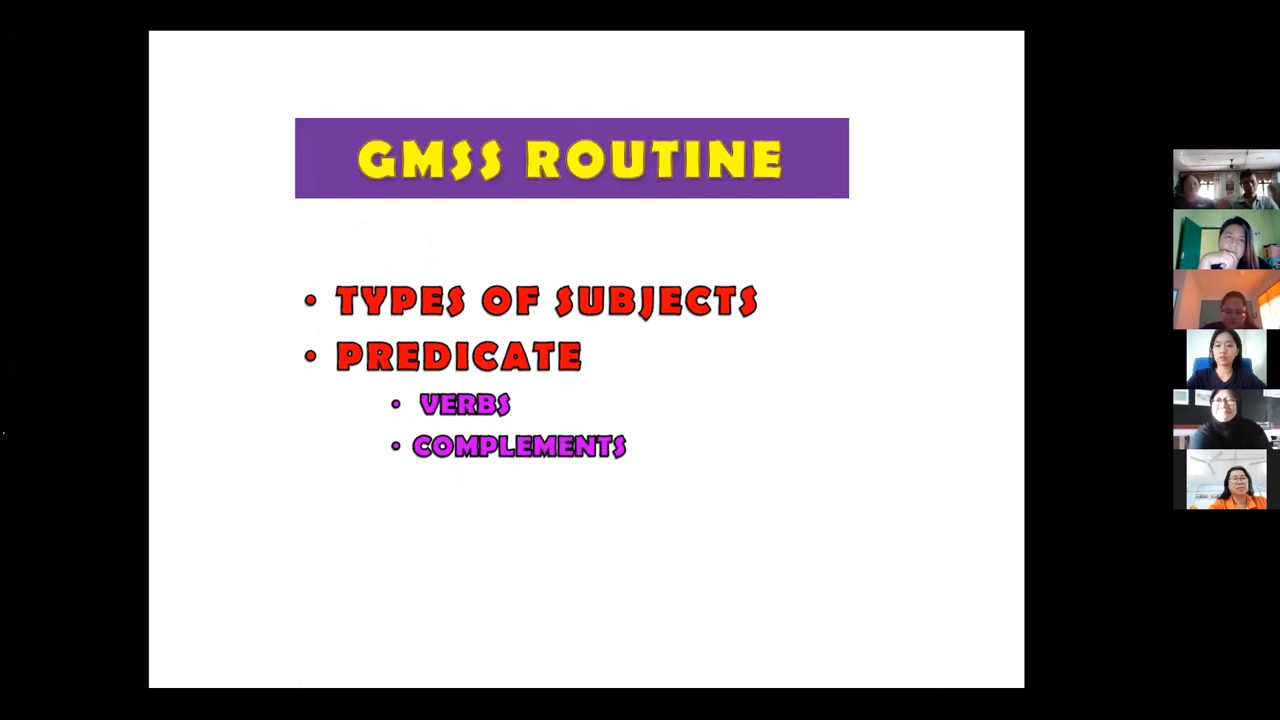 GMSS ROUTINE
• TYPES OF SUBJECTS
• PREDICATE
• VERBS
• COMPLEMENTS